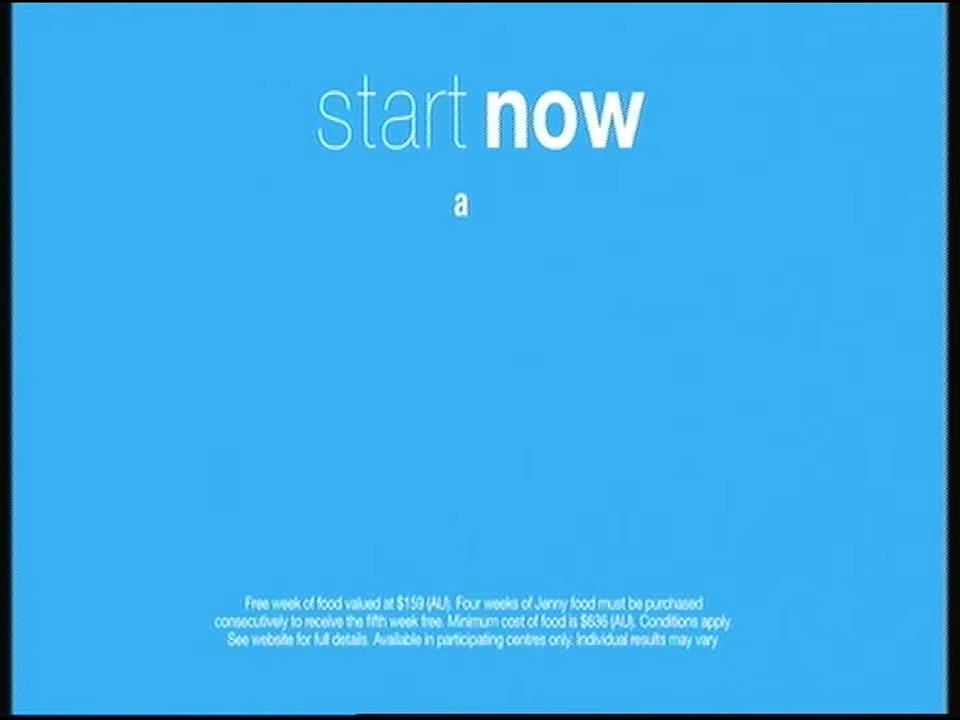 start now
a
Free week of food valued at $159 (AU). Four weeks of Jenny food must be purchased
consecutively to receive the fifth week free. Minimum cost of food is $636 (AU). Conditions apply.
See website for full details. Available in participating centres only. Individual results may vary